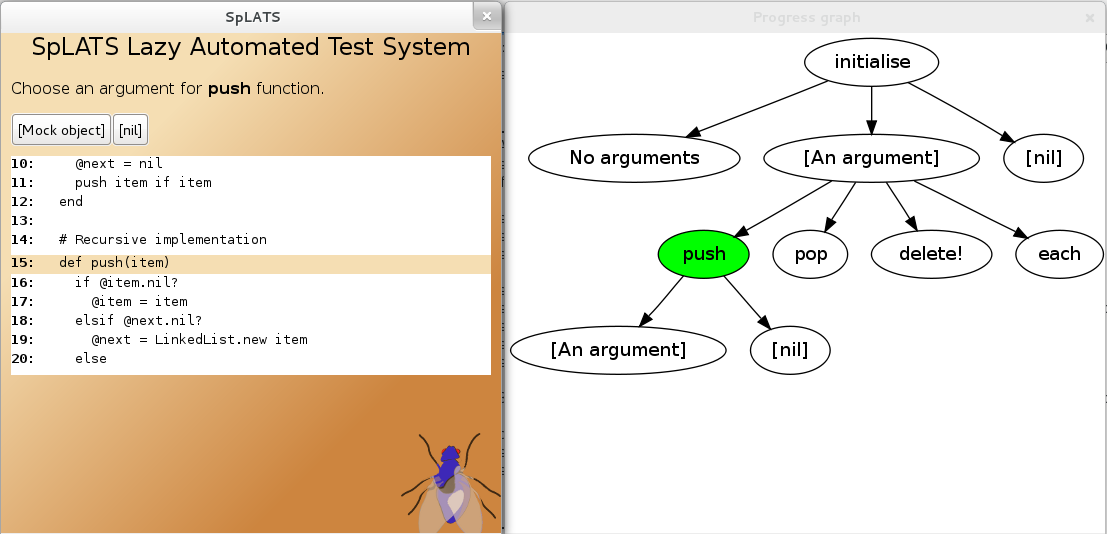 SpLATS
SpLATS Lazy Automated Test System
Choose an argument for push function.
[Mock object] [nil]
10:     @next = nil
11:     push item if item
12:   end
13:
14:   # Recursive implementation
15:   def push(item)
16:     if @item.nil?
17:       @item = item
18:     elsif @next.nil?
19:       @next = LinkedList.new item
20:     else
Progress graph
initialise
No arguments [An argument] [nil]
push pop delete! each
[An argument] [nil]